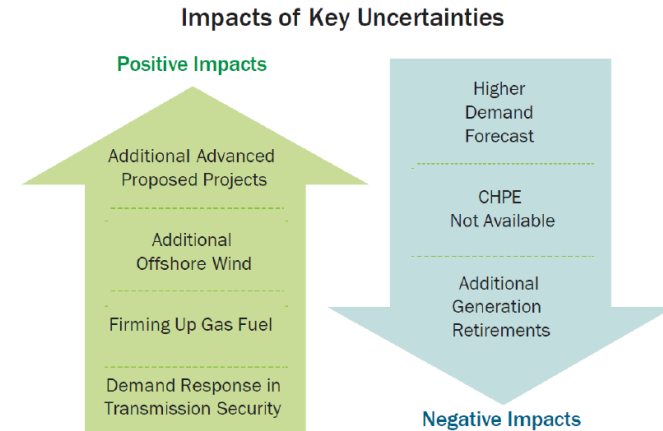 Impacts of Key Uncertainties
Positive Impacts
Additional Advanced
Proposed Projects
Additional
Offshore Wind
Firming Up Gas Fuel
Demand Response in
Transmission Security
Higher
Demand
Forecast
CHPE
Not Available
Additional
Generation
Retirements
Negative Impacts